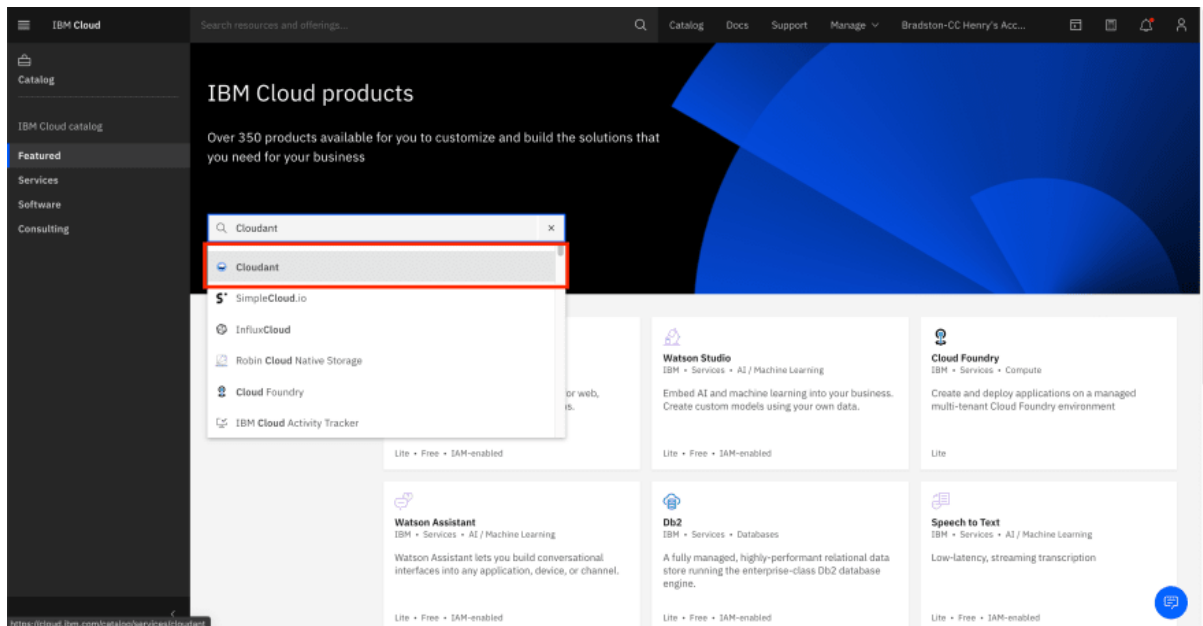 IBM Cloud
Search resources and offerings...
Catalog
Docs
Support
Manage
Bradston-CC Henry's Acc...
Catalog
IBM Cloud catalog
Featured
Services
Software
Consulting
IBM Cloud products
Over 350 products available for you to customize and build the solutions that
you need for your business
Cloudant
Cloudant
SimpleCloud.io
InfluxCloud
Robin Cloud Native Storage
Cloud Foundry
IBM Cloud Activity Tracker
or web,
Lite • Free • IAM-enabled
Watson Studio
IBM • Services • AI / Machine Learning
Embed AI and machine learning into your business.
Create custom models using your own data.
Lite • Free • IAM-enabled
Cloud Foundry
IBM • Services • Compute
Create and deploy applications on a managed
multi-tenant Cloud Foundry environment
Lite
Watson Assistant
IBM • Services • AI / Machine Learning
Watson Assistant lets you build conversational
interfaces into any application, device, or channel.
Lite • Free • IAM-enabled
Db2
IBM • Services • Databases
A fully managed, highly-performant relational data
store running the enterprise-class Db2 database
engine.
Lite • Free • IAM-enabled
Speech to Text
IBM • Services • AI / Machine Learning
Low-latency, streaming transcription
Lite • Free • IAM-enabled
https://cloud.ibm.com/catalog/services/cloudant